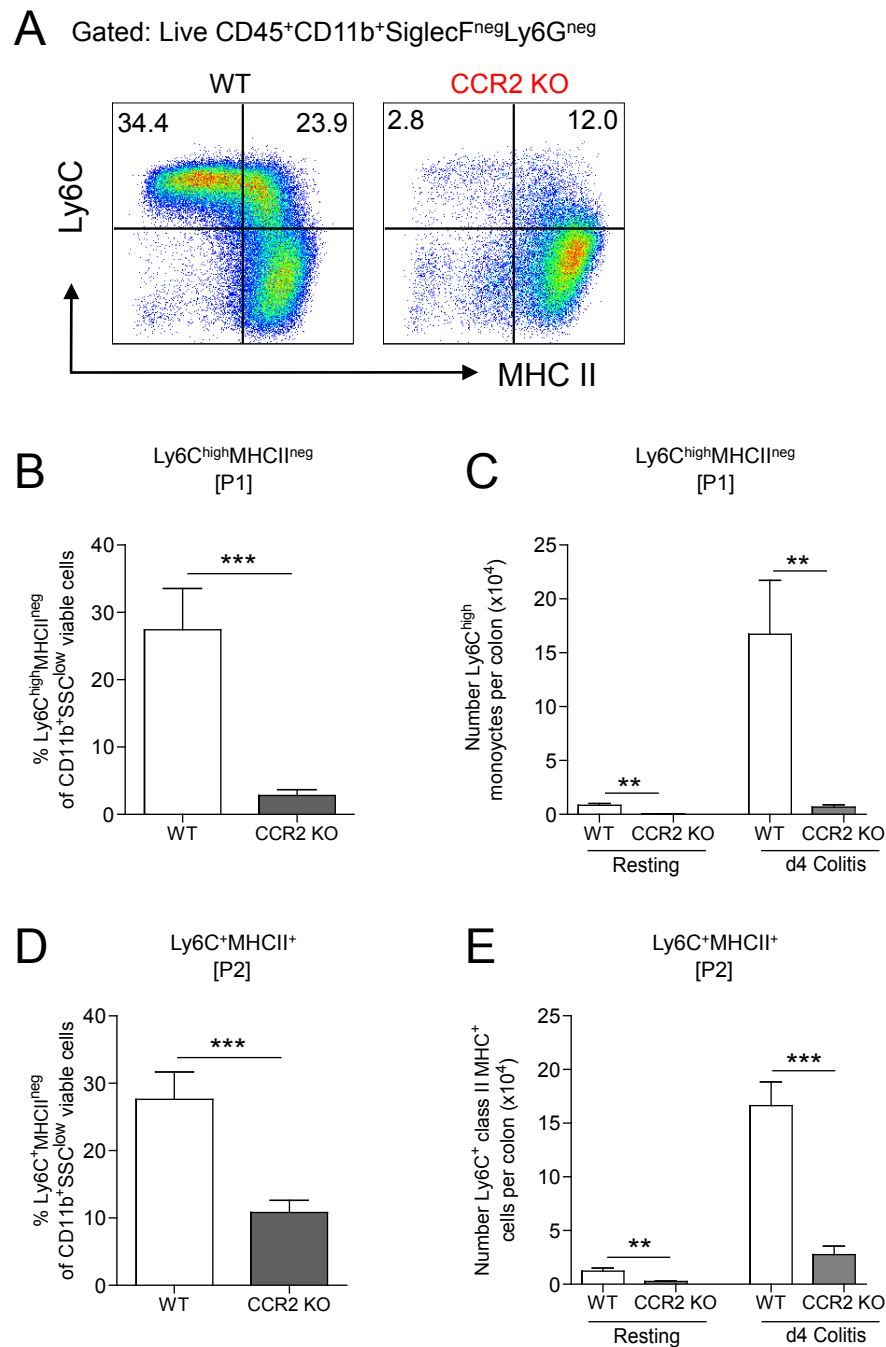 A Gated: Live CD45⁺CD11b⁺SiglecFⁿᵉᵍLy6Gⁿᵉᵍ
WT
CCR2 KO
34.4
23.9
2.8
12.0
Ly6C
MHC II
B
Ly6CʰⁱᵍʰMHCIIⁿᵉᵍ
[P1]
% Ly6CʰⁱᵍʰMHCIIⁿᵉᵍ
of CD11b⁺SSCˡᵒʷ viable cells
40
30
20
10
0
***
WT
CCR2 KO
C
Ly6CʰⁱᵍʰMHCIIⁿᵉᵍ
[P1]
Number Ly6Cʰⁱᵍʰ
monoyctes per colon (x10⁴)
25
20
15
10
5
0
**
**
WT CCR2 KO WT CCR2 KO
Resting d4 Colitis
D
Ly6C⁺MHCII⁺
[P2]
% Ly6C⁺MHCIIⁿᵉᵍ
of CD11b⁺SSCˡᵒʷ viable cells
40
30
20
10
0
***
WT
CCR2 KO
E
Ly6C⁺MHCII⁺
[P2]
Number Ly6C⁺ class II MHC⁺
cells per colon (x10⁴)
25
20
15
10
5
0
**
***
WT CCR2 KO WT CCR2 KO
Resting d4 Colitis